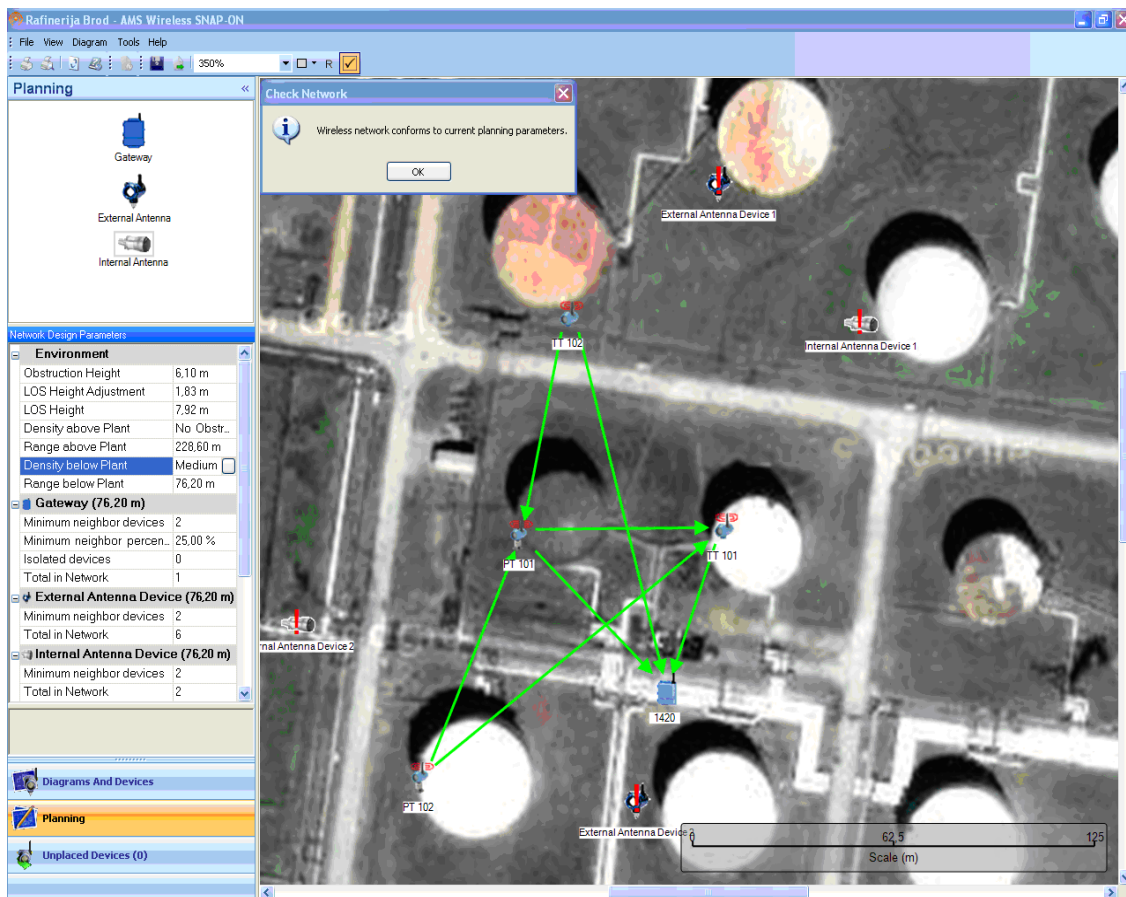 Rafinerija Brod - AMS Wireless SNAP-ON
File View Diagram Tools Help
350% R
Planning «
Gateway
External Antenna
Internal Antenna
Network Design Parameters
Environment
Obstruction Height 6,10 m
LOS Height Adjustment 1,83 m
LOS Height 7,92 m
Density above Plant No Obstr...
Range above Plant 228,60 m
Density below Plant Medium
Range below Plant 76,20 m
Gateway (76,20 m)
Minimum neighbor devices 2
Minimum neighbor percen... 25,00 %
Isolated devices 0
Total in Network 1
External Antenna Device (76,20 m)
Minimum neighbor devices 2
Total in Network 6
Internal Antenna Device (76,20 m)
Minimum neighbor devices 2
Total in Network 2
Diagrams And Devices
Planning
Unplaced Devices (0)
Check Network
Wireless network conforms to current planning parameters.
OK
External Antenna Device 1
TT 102
Internal Antenna Device 1
PT 101
TT 101
nal Antenna Device 2
1420
PT 102
External Antenna Device
0 62,5 125
Scale (m)